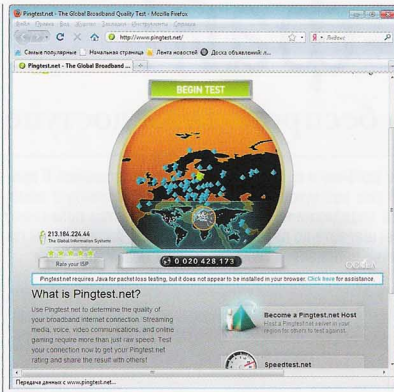 Pingtest.net - The Global Broadband Quality Test - Mozilla Firefox
http://www.pingtest.net/
Яндекс
Самые популярные Начальная страница Лента новостей Доска объявлений: л...
Pingtest.net - The Global Broadband ...
BEGIN TEST
213.184.224.44
The Global Information Systems
Rate your ISP
0 020 428,173
Pingtest.net requires Java for packet loss testing, but it does not appear to be installed in your browser. Click here for assistance.
What is Pingtest.net?
Use Pingtest.net to determine the quality of
your broadband internet connection. Streaming
media, voice, video communications, and online
gaming require more than just raw speed. Test
your connection now to get your Pingtest.net
rating and share the result with others!
Become a Pingtest.net Host
Host a Pingtest.net server in your
region for others to test against.
Speedtest.net
Передача данных с www.pingtest.net...